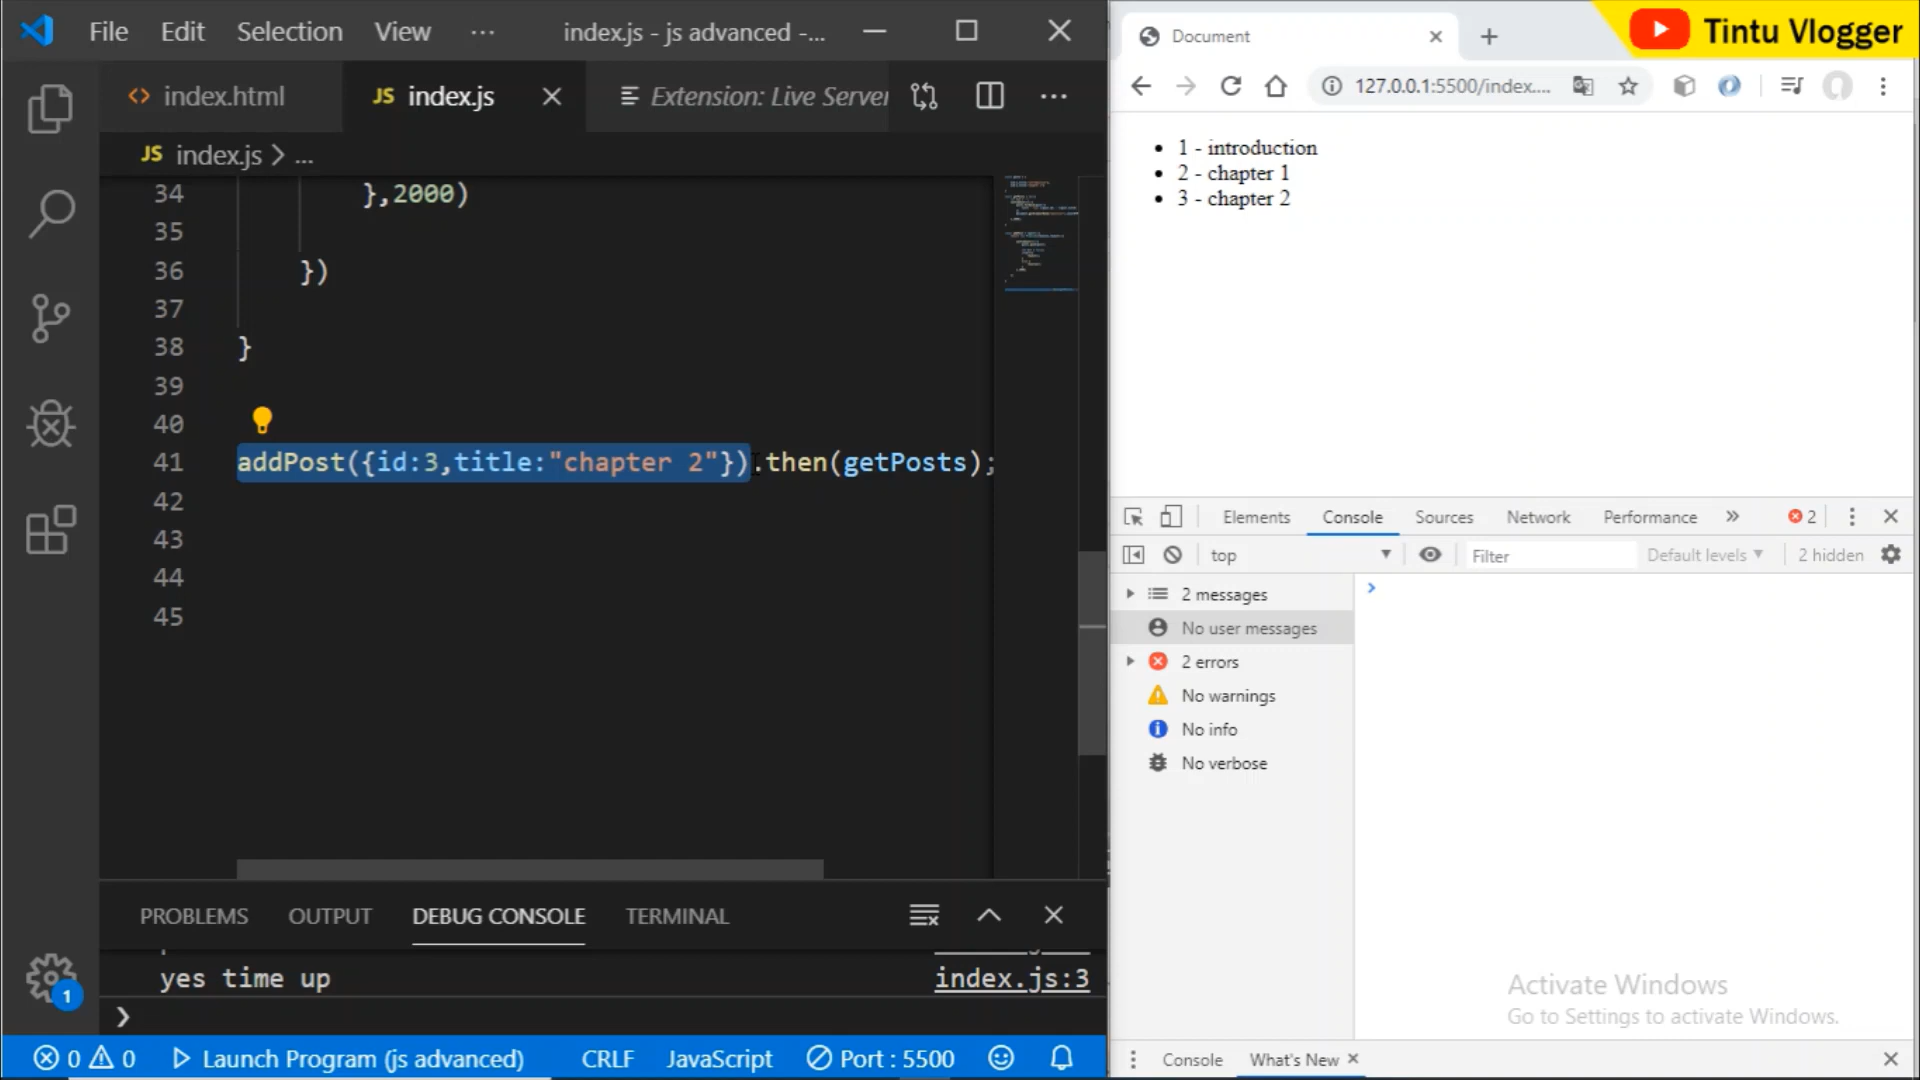 File Edit Selection View ... index.js - js advanced -...
index.html
JS index.js
Extension: Live Server
JS index.js > ...
34 },2000)
35
36 })
37
38 }
39
40
41 addPost({id:3,title:"chapter 2"}).then(getPosts);
42
43
44
45
PROBLEMS OUTPUT DEBUG CONSOLE TERMINAL
yes time up index.js:3
1
0 0 Launch Program (js advanced) CRLF JavaScript Port : 5500
Document
Tintu Vlogger
127.0.0.1:5500/index....
1 - introduction
2 - chapter 1
3 - chapter 2
Elements Console Sources Network Performance 2
top Filter Default levels 2 hidden
2 messages
No user messages
2 errors
No warnings
No info
No verbose
Activate Windows
Go to Settings to activate Windows.
Console What's New